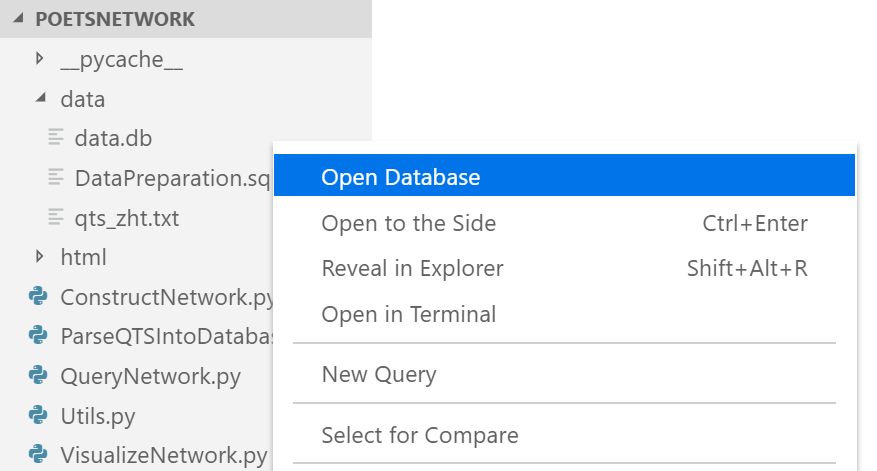 POETSNETWORK
__pycache__
data
data.db
DataPreparation.sq
qts_zht.txt
html
ConstructNetwork.py
ParseQTSIntoDataba
QueryNetwork.py
Utils.py
VisualizeNetwork.py
Open Database
Open to the Side Ctrl+Enter
Reveal in Explorer Shift+Alt+R
Open in Terminal
New Query
Select for Compare